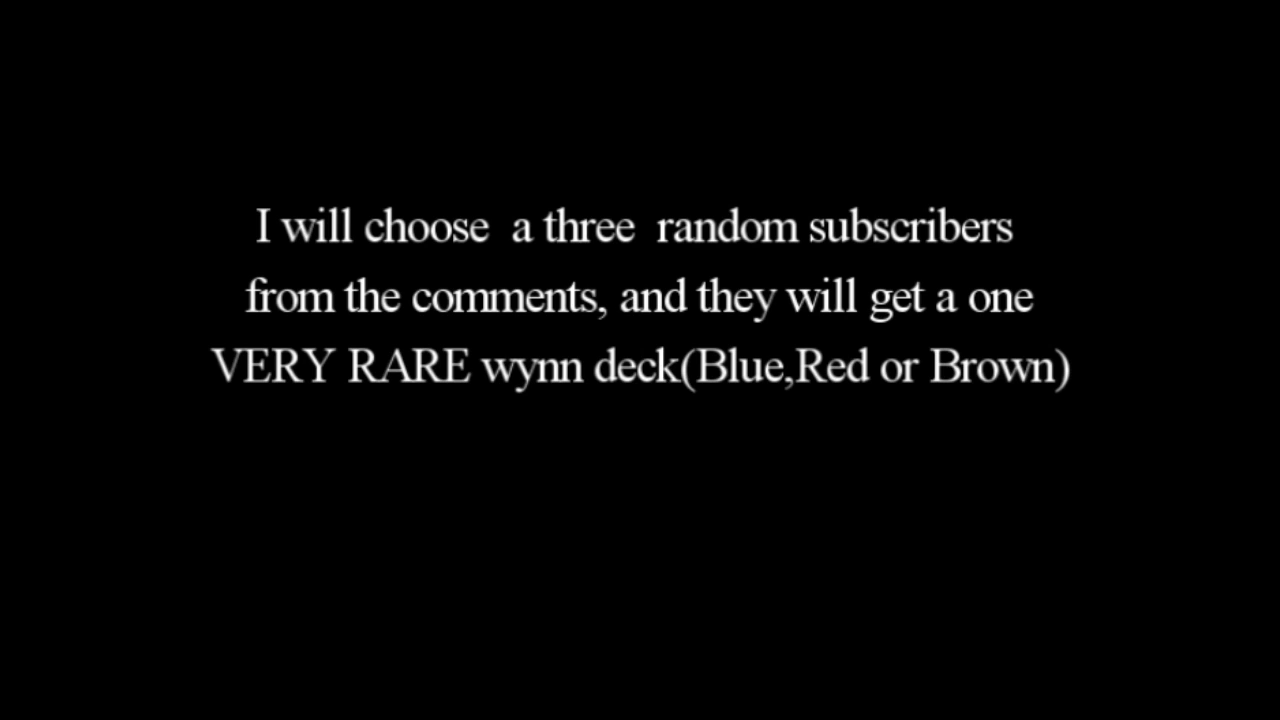 I will choose  a three  random subscribers
from the comments, and they will get a one
VERY RARE wynn deck(Blue,Red or Brown)